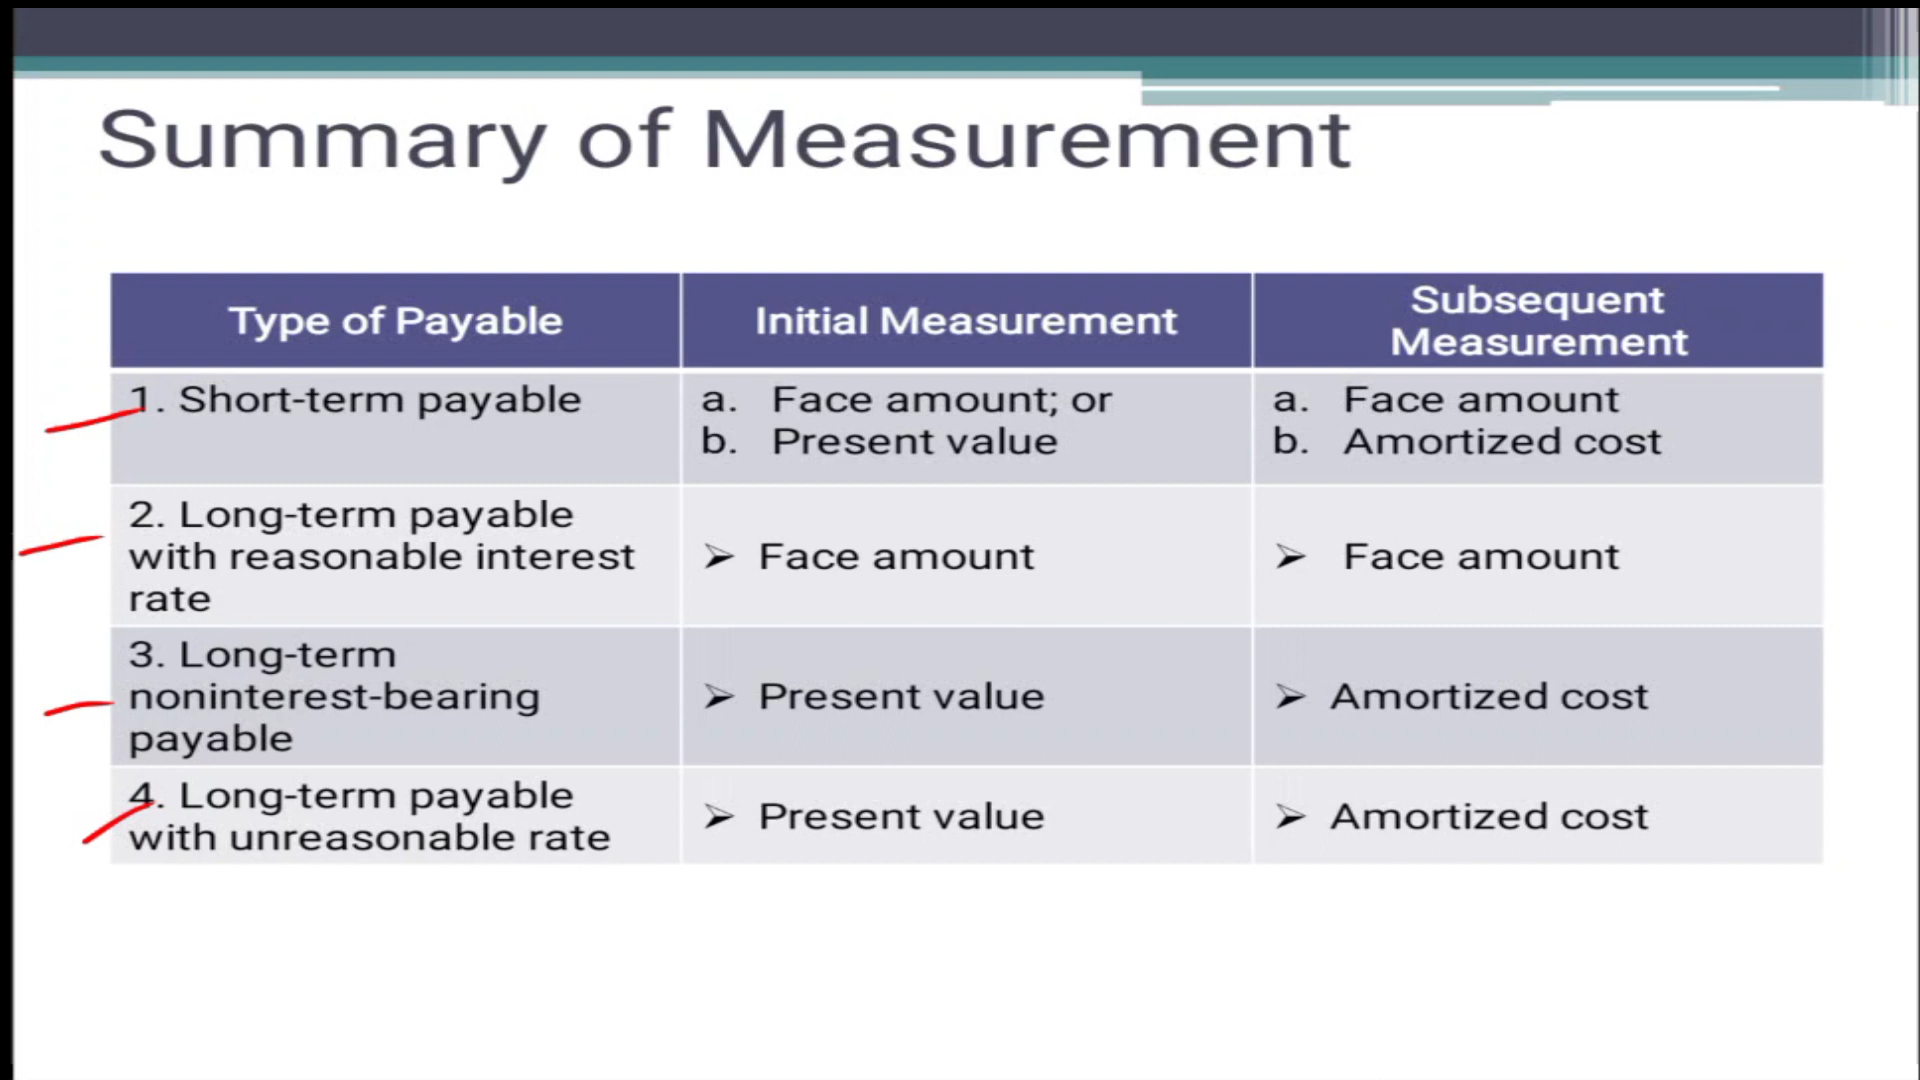 Summary of Measurement
Type of Payable
Initial Measurement
Subsequent
Measurement
1. Short-term payable
a. Face amount; or
b. Present value
a. Face amount
b. Amortized cost
2. Long-term payable
with reasonable interest
rate
➢ Face amount
➢ Face amount
3. Long-term
noninterest-bearing
payable
➢ Present value
➢ Amortized cost
4. Long-term payable
with unreasonable rate
➢ Present value
➢ Amortized cost